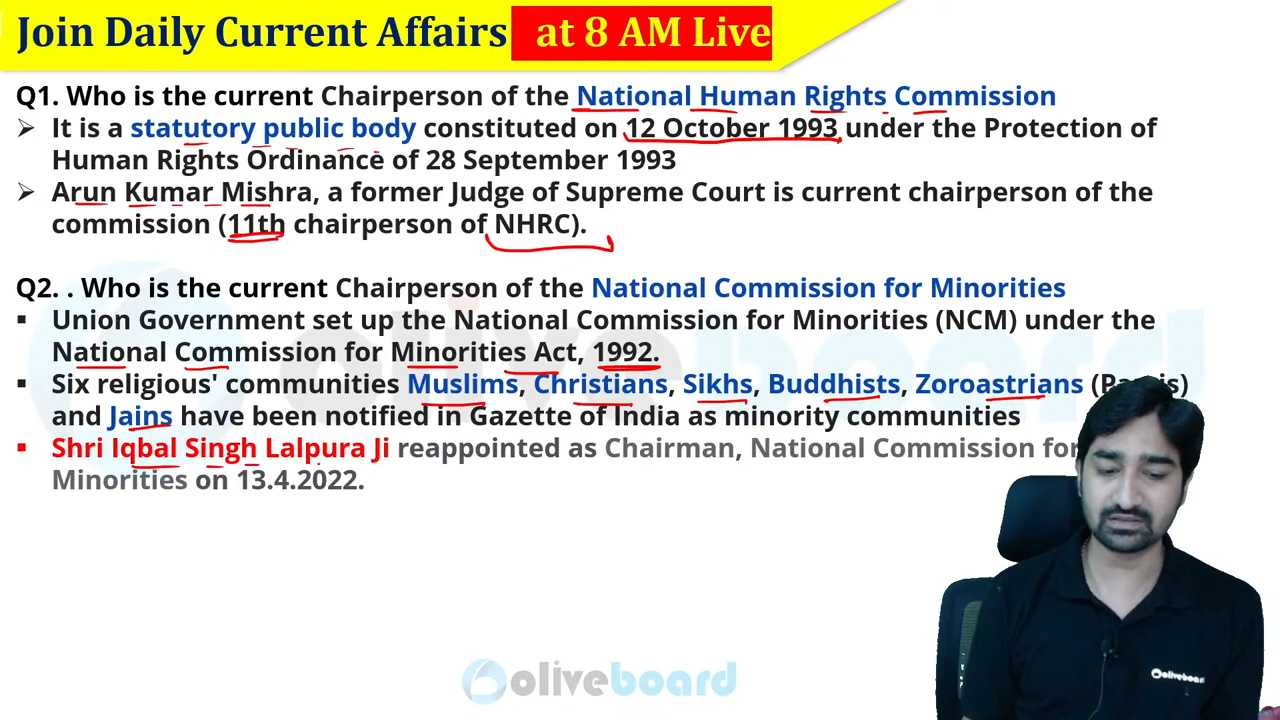 Join Daily Current Affairs at 8 AM Live
Q1. Who is the current Chairperson of the National Human Rights Commission
➢ It is a statutory public body constituted on 12 October 1993 under the Protection of
Human Rights Ordinance of 28 September 1993
➢ Arun Kumar Mishra, a former Judge of Supreme Court is current chairperson of the
commission (11th chairperson of NHRC).
Q2. . Who is the current Chairperson of the National Commission for Minorities
▪ Union Government set up the National Commission for Minorities (NCM) under the
National Commission for Minorities Act, 1992.
▪ Six religious' communities Muslims, Christians, Sikhs, Buddhists, Zoroastrians
and Jains have been notified in Gazette of India as minority communities
▪ Shri Iqbal Singh Lalpura Ji reappointed as Chairman, National Commission for
Minorities on 13.4.2022.
oliveboard
oliveboard